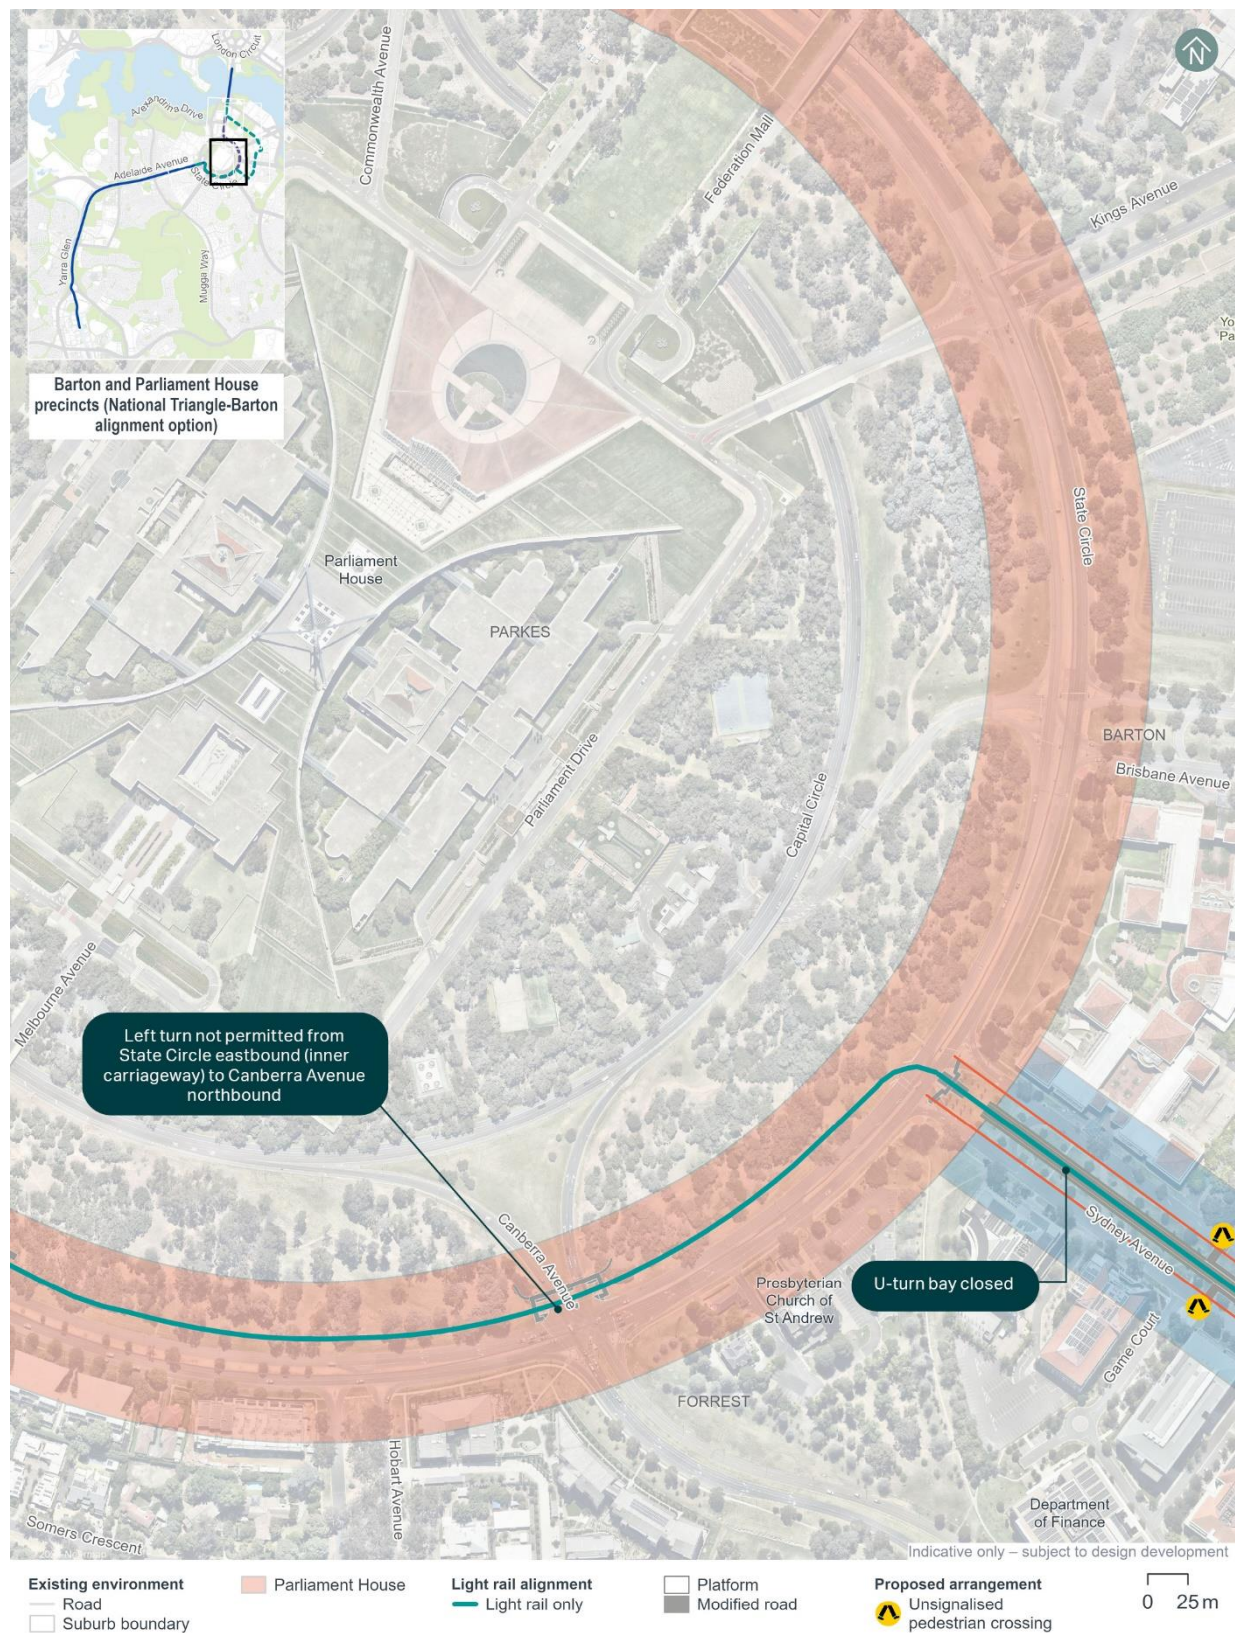 London Circuit
Alexandrina Drive
Adelaide Avenue
State Circle
Yarra Glen
Mugga Way
Barton and Parliament House
precincts (National Triangle-Barton
alignment option)
N
Commonwealth Avenue
Federation Mall
Kings Avenue
State Circle
Parliament
House
PARKES
BARTON
Brisbane Avenue
Parliament Drive
Capital Circle
Melbourne Avenue
Left turn not permitted from
State Circle eastbound (inner
carriageway) to Canberra Avenue
northbound
Canberra Avenue
Sydney Avenue
U-turn bay closed
Presbyterian
Church of
St Andrew
Game Court
FORREST
Hobart Avenue
Somers Crescent
Department
of Finance
Indicative only – subject to design development
Existing environment
Road
Suburb boundary
Parliament House
Light rail alignment
Light rail only
Platform
Modified road
Proposed arrangement
Unsignalised
pedestrian crossing
0 25 m